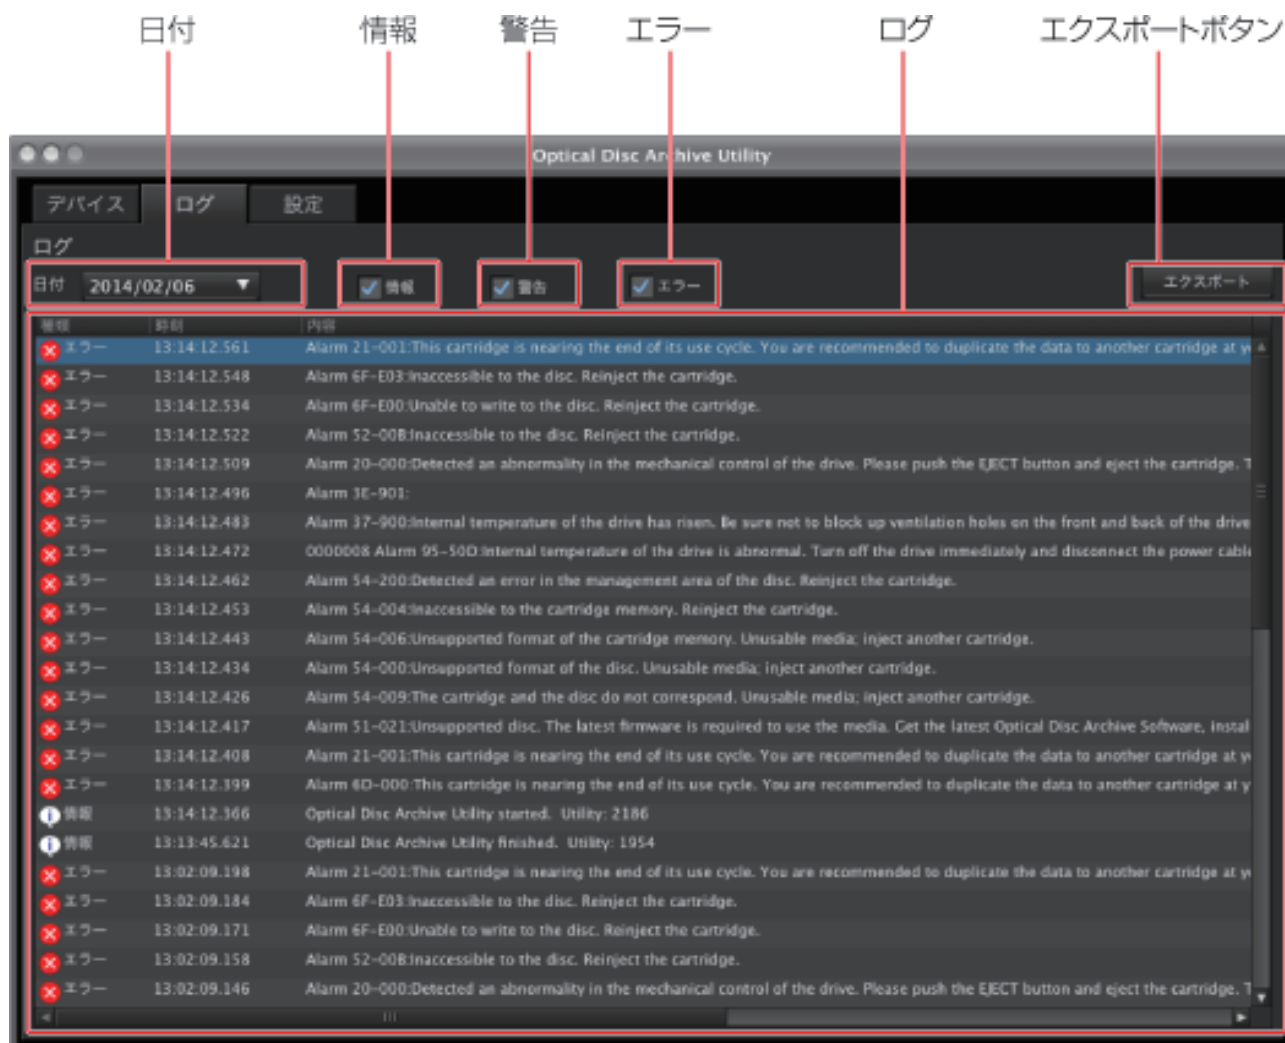 日付 情報 警告 エラー ログ エクスポートボタン
Optical Disc Archive Utility
デバイス ログ 設定
ログ
日付 2014/02/06 情報 警告 エラー エクスポート
種類 時刻 内容
エラー 13:14:12.561 Alarm 21-001:This cartridge is nearing the end of its use cycle. You are recommended to duplicate the data to another cartridge at y
エラー 13:14:12.548 Alarm 6F-E03:Inaccessible to the disc. Reinject the cartridge.
エラー 13:14:12.534 Alarm 6F-E00:Unable to write to the disc. Reinject the cartridge.
エラー 13:14:12.522 Alarm 52-00B:Inaccessible to the disc. Reinject the cartridge.
エラー 13:14:12.509 Alarm 20-000:Detected an abnormality in the mechanical control of the drive. Please push the EJECT button and eject the cartridge. T
エラー 13:14:12.496 Alarm 3E-901:
エラー 13:14:12.483 Alarm 37-900:Internal temperature of the drive has risen. Be sure not to block up ventilation holes on the front and back of the drive
エラー 13:14:12.472 0000008 Alarm 95-50D:Internal temperature of the drive is abnormal. Turn off the drive immediately and disconnect the power cable
エラー 13:14:12.462 Alarm 54-200:Detected an error in the management area of the disc. Reinject the cartridge.
エラー 13:14:12.453 Alarm 54-004:Inaccessible to the cartridge memory. Reinject the cartridge.
エラー 13:14:12.443 Alarm 54-006:Unsupported format of the cartridge memory. Unusable media; inject another cartridge.
エラー 13:14:12.434 Alarm 54-000:Unsupported format of the disc. Unusable media; inject another cartridge.
エラー 13:14:12.426 Alarm 54-009:The cartridge and the disc do not correspond. Unusable media; inject another cartridge.
エラー 13:14:12.417 Alarm 51-021:Unsupported disc. The latest firmware is required to use the media. Get the latest Optical Disc Archive Software, instal
エラー 13:14:12.408 Alarm 21-001:This cartridge is nearing the end of its use cycle. You are recommended to duplicate the data to another cartridge at y
エラー 13:14:12.399 Alarm 6D-000:This cartridge is nearing the end of its use cycle. You are recommended to duplicate the data to another cartridge at y
情報 13:14:12.366 Optical Disc Archive Utility started. Utility: 2186
情報 13:13:45.621 Optical Disc Archive Utility finished. Utility: 1954
エラー 13:02:09.198 Alarm 21-001:This cartridge is nearing the end of its use cycle. You are recommended to duplicate the data to another cartridge at y
エラー 13:02:09.184 Alarm 6F-E03:Inaccessible to the disc. Reinject the cartridge.
エラー 13:02:09.171 Alarm 6F-E00:Unable to write to the disc. Reinject the cartridge.
エラー 13:02:09.158 Alarm 52-00B:Inaccessible to the disc. Reinject the cartridge.
エラー 13:02:09.146 Alarm 20-000:Detected an abnormality in the mechanical control of the drive. Please push the EJECT button and eject the cartridge. T